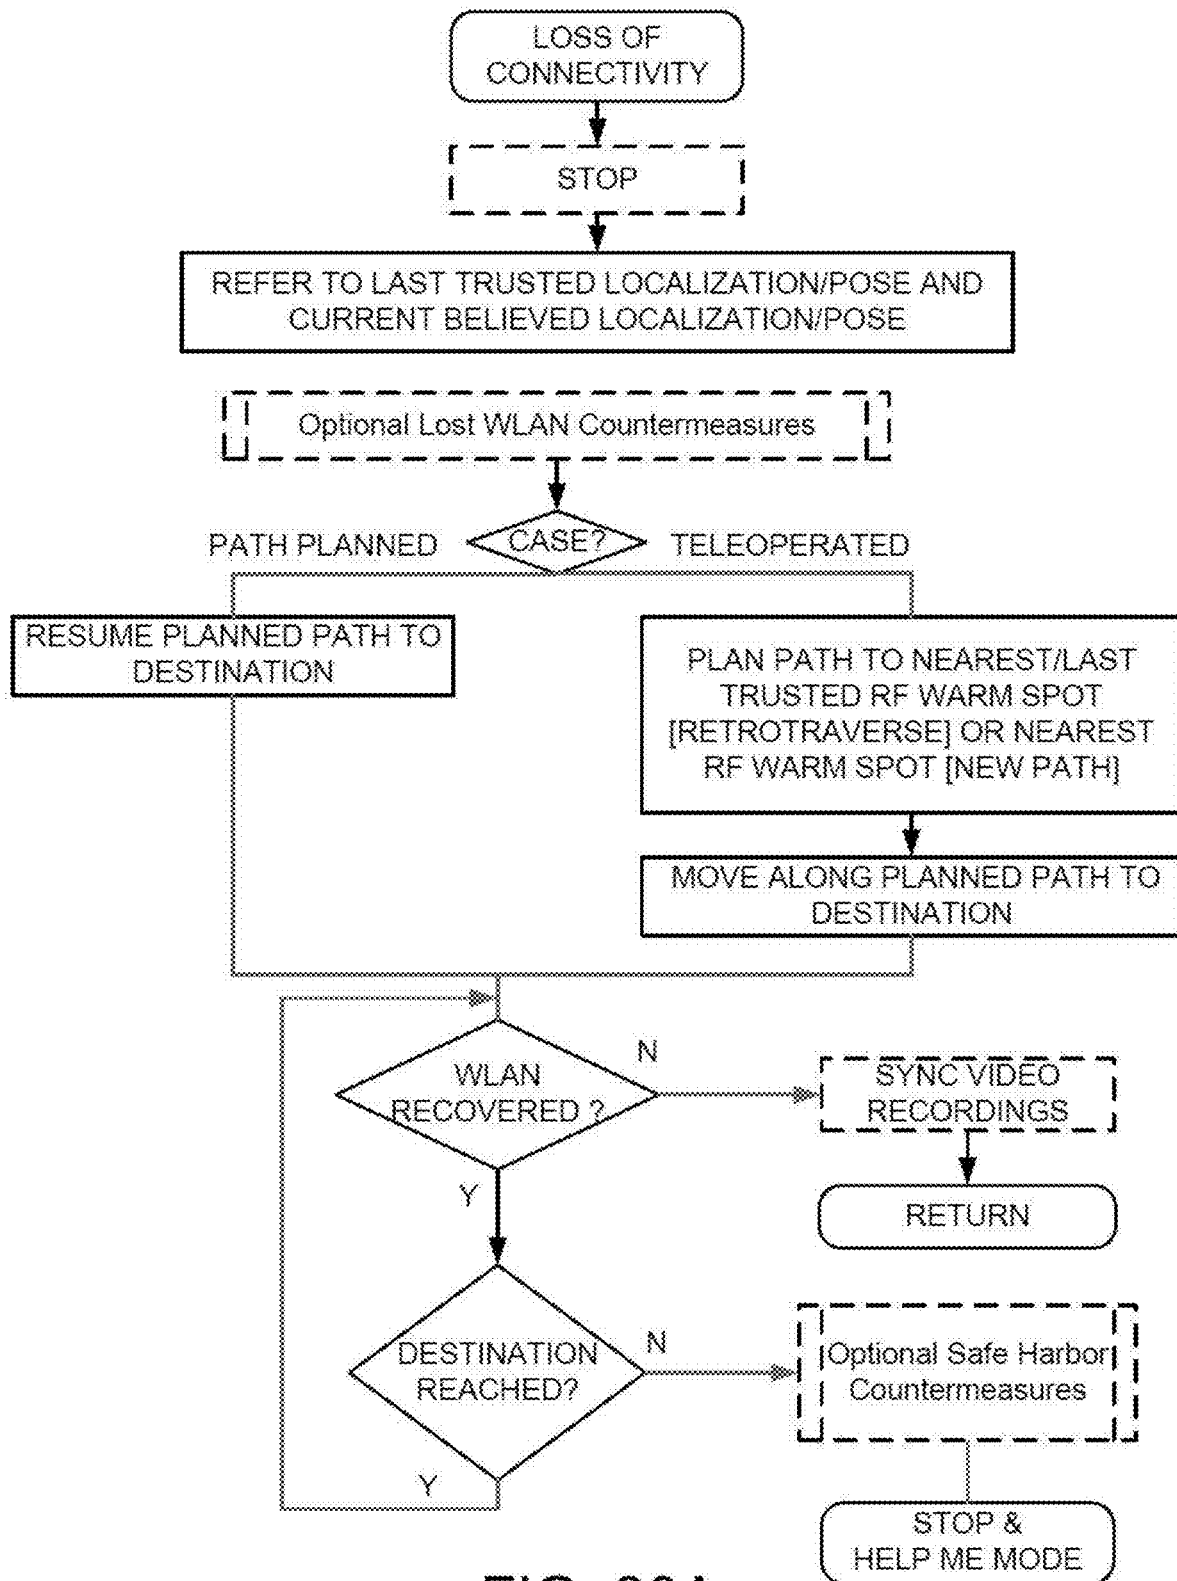 LOSS OF
CONNECTIVITY
STOP
REFER TO LAST TRUSTED LOCALIZATION/POSE AND
CURRENT BELIEVED LOCALIZATION/POSE
Optional Lost WLAN Countermeasures
PATH PLANNED
CASE?
TELEOPERATED
RESUME PLANNED PATH TO
DESTINATION
PLAN PATH TO NEAREST/LAST
TRUSTED RF WARM SPOT
[RETROTRAVERSE] OR NEAREST
RF WARM SPOT [NEW PATH]
MOVE ALONG PLANNED PATH TO
DESTINATION
WLAN
RECOVERED ?
N
SYNC VIDEO
RECORDINGS
Y
RETURN
DESTINATION
REACHED?
N
Optional Safe Harbor
Countermeasures
Y
STOP &
HELP ME MODE